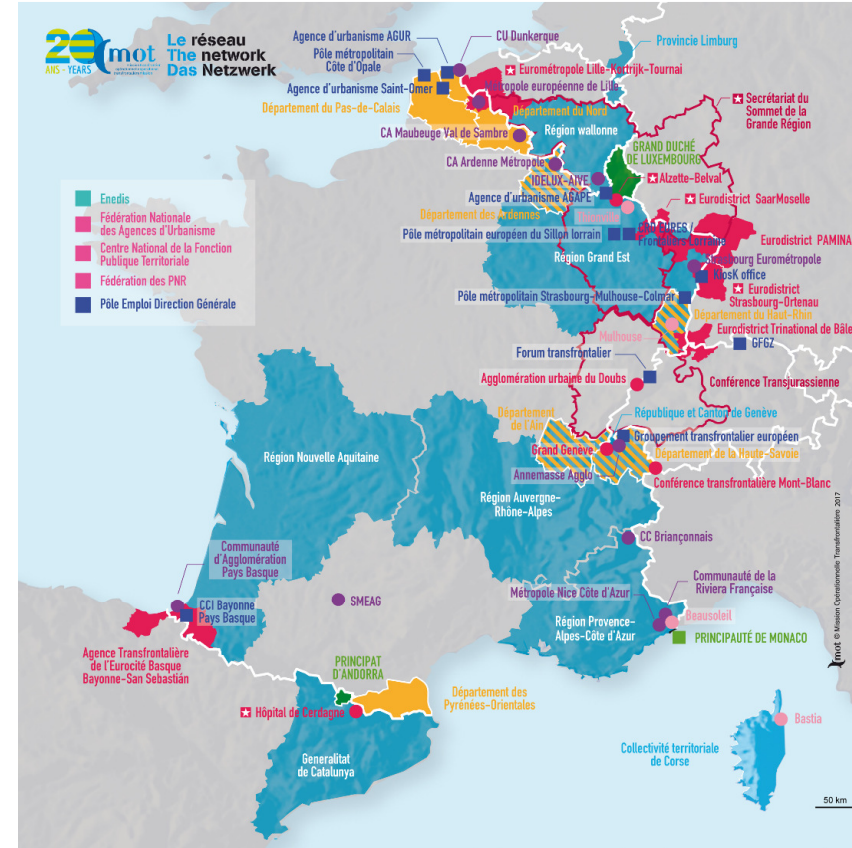 20
ANS - YEARS
mot
Le réseau
The network
Das Netzwerk
Agence d'urbanisme AGUR
CU Dunkerque
Pôle métropolitain
Côte d'Opale
Provincie Limburg
Agence d'urbanisme Saint-Omer
Eurométropole Lille-Kortrijk-Tournai
Métropole européenne de Lille
Département du Pas-de-Calais
Département du Nord
Secrétariat du
Sommet de la
Grande Région
CA Maubeuge Val de Sambre
Région wallonne
GRAND DUCHÉ
DE LUXEMBOURG
CA Ardenne Métropole
IDELUX-AIVE
Alzette-Belval
Agence d'urbanisme AGAPE
Eurodistrict SaarMoselle
Département des Ardennes
Thionville
Pôle métropolitain européen du Sillon lorrain
Frontaliers Lorraine
Eurodistrict PAMINA
Région Grand Est
Strasbourg Eurométropole
KiosK office
Pôle métropolitain Strasbourg-Mulhouse-Colmar
Eurodistrict
Strasbourg-Ortenau
Département du Haut-Rhin
Mulhouse
Eurodistrict Trinational de Bâle
GFGZ
Forum transfrontalier
Agglomération urbaine du Doubs
Conférence Transjurassienne
Enedis
Fédération Nationale
des Agences d'Urbanisme
Centre National de la Fonction
Publique Territoriale
Fédération des PNR
Pôle Emploi Direction Générale
Département
de l'Ain
République et Canton de Genève
Groupement transfrontalier européen
Grand Genève
Département de la Haute-Savoie
Annemasse Agglo
Conférence transfrontalière Mont-Blanc
Région Nouvelle Aquitaine
Région Auvergne-
Rhône-Alpes
CC Briançonnais
Communauté
d'Agglomération
Pays Basque
CCI Bayonne
Pays Basque
SMEAG
Communauté de la
Riviera Française
Métropole Nice Côte d'Azur
Beausoleil
Région Provence-
Alpes-Côte d'Azur
PRINCIPAUTÉ DE MONACO
Agence Transfrontalière
de l'Eurocité Basque
Bayonne-San Sebastián
PRINCIPAT
D'ANDORRA
Département des
Pyrénées-Orientales
Hôpital de Cerdagne
Generalitat
de Catalunya
Bastia
Collectivité territoriale
de Corse
50 km
mot © Mission Opérationnelle Transfrontalière 2017